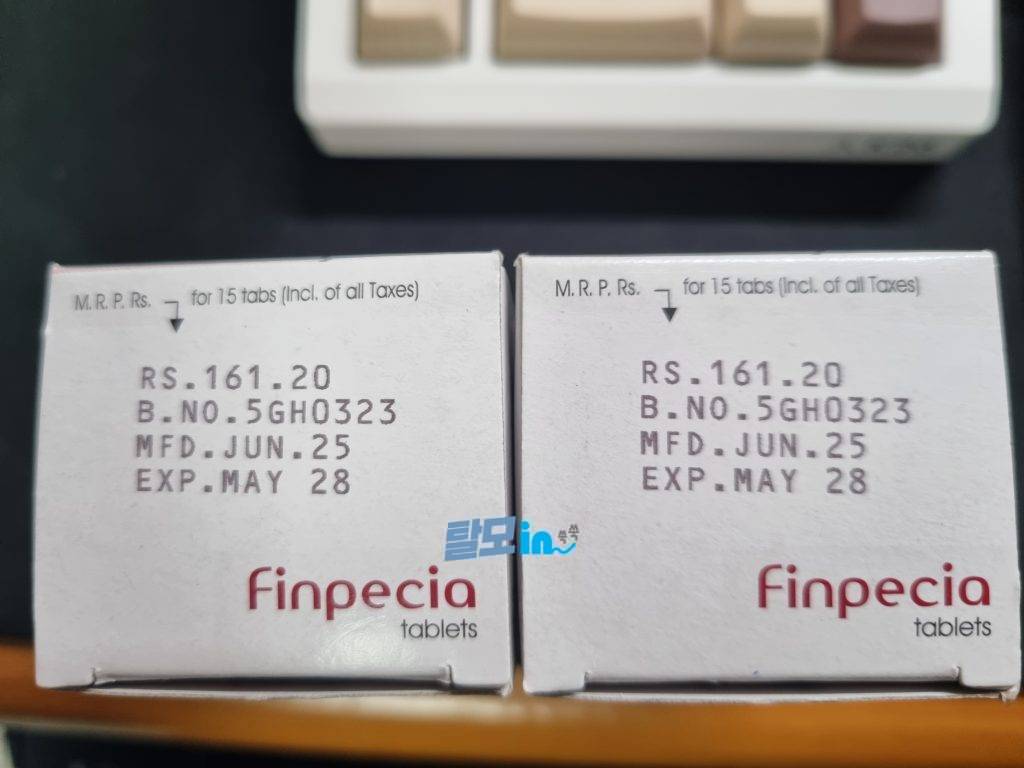 M. R. P. Rs. for 15 tabs (Incl. of all Taxes)
RS.161.20
B.NO.5GH0323
MFD.JUN.25
EXP.MAY 28
Finpecia
tablets
M. R. P. Rs. for 15 tabs (Incl. of all Taxes)
RS.161.20
B.NO.5GH0323
MFD.JUN.25
EXP.MAY 28
Finpecia
tablets
탈모in 쑥쑥